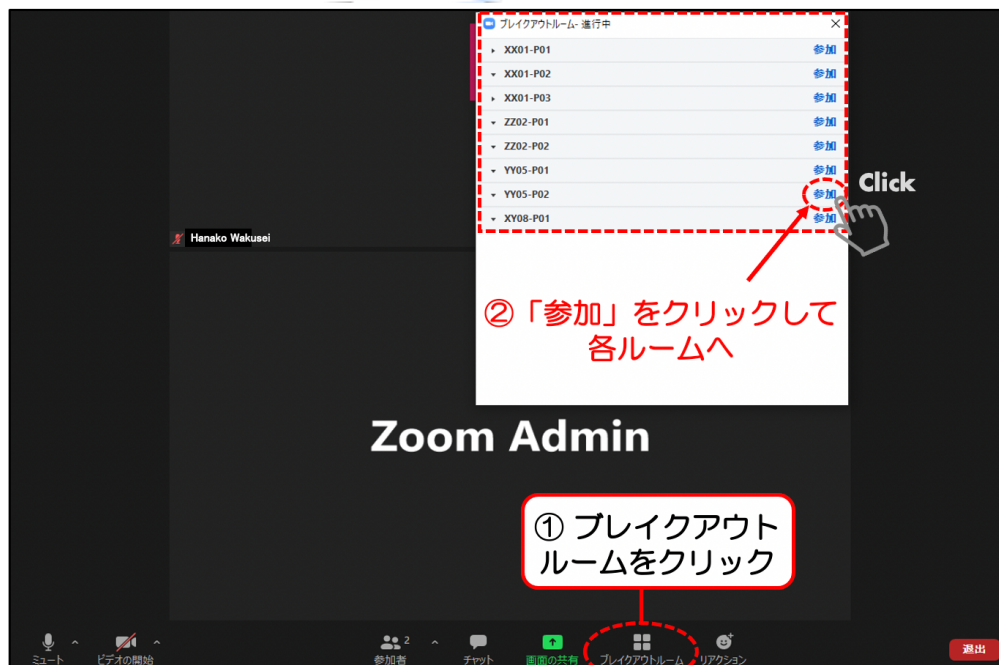 ブレイクアウトルーム- 進行中
XX01-P01 参加
XX01-P02 参加
XX01-P03 参加
ZZ02-P01 参加
ZZ02-P02 参加
YY05-P01 参加
YY05-P02 参加
XY08-P01 参加
Click
Hanako Wakusei
②「参加」をクリックして
各ルームへ
Zoom Admin
① ブレイクアウト
ルームをクリック
ミュート ビデオの開始 参加者 2 チャット 画面の共有 ブレイクアウトルーム リアクション 退出